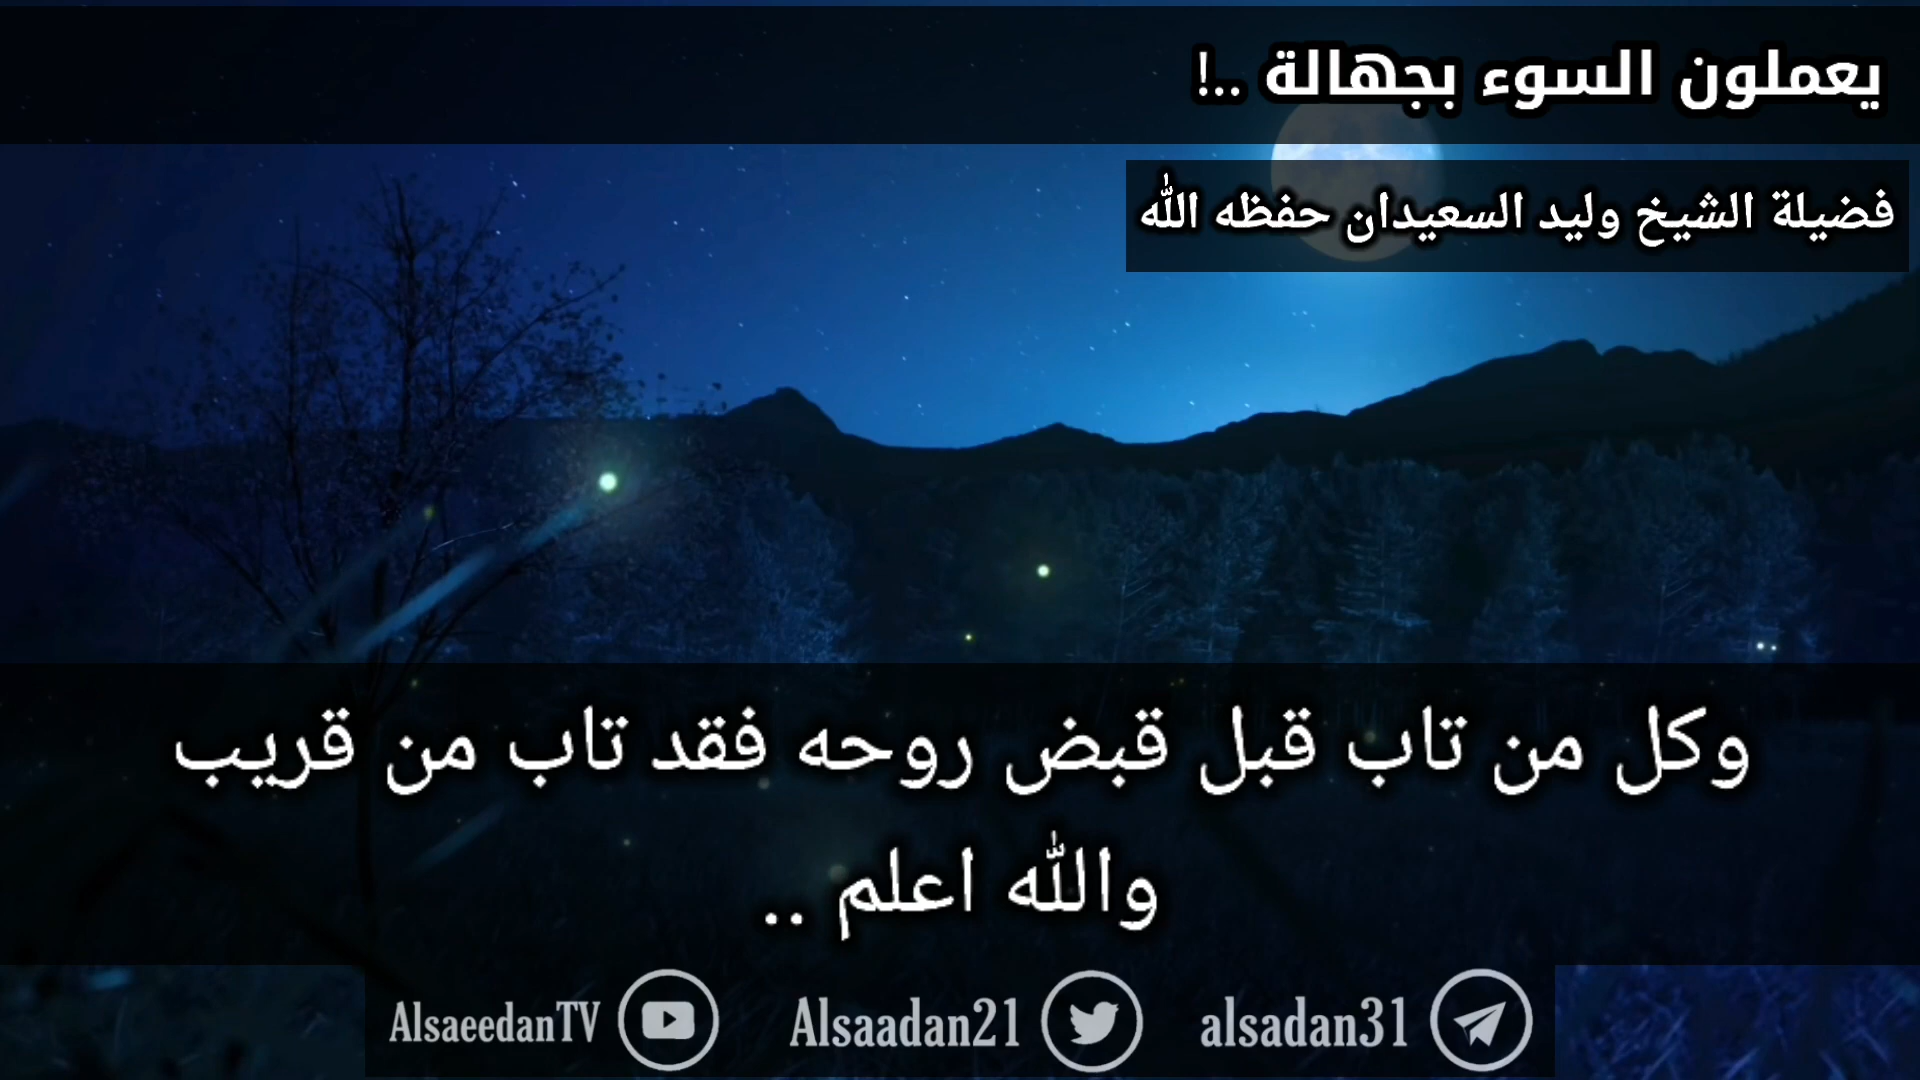 يعملون السوء بجهالة ..!
فضيلة الشيخ وليد السعيدان حفظه الله
وكل من تاب قبل قبض روحه فقد تاب من قريب
والله اعلم ..
AlsaeedanTV Alsaadan21 alsadan31